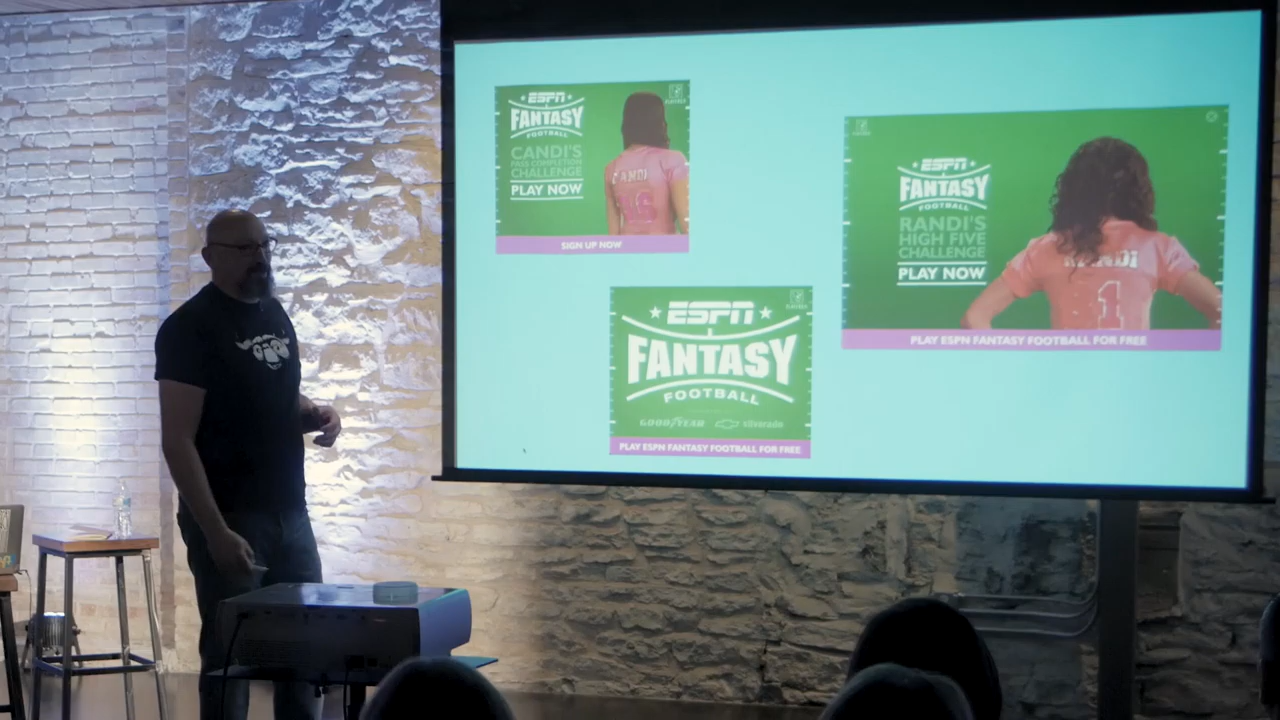 ESPN
FANTASY
FOOTBALL
CANDI'S
PASS COMPLETION
CHALLENGE
PLAY NOW
CANDI
SIGN UP NOW
ESPN
FANTASY
FOOTBALL
RANDI'S
HIGH FIVE
CHALLENGE
PLAY NOW
RANDI
1
PLAY ESPN FANTASY FOOTBALL FOR FREE
ESPN
FANTASY
FOOTBALL
GOODYEAR silverado
PLAY ESPN FANTASY FOOTBALL FOR FREE